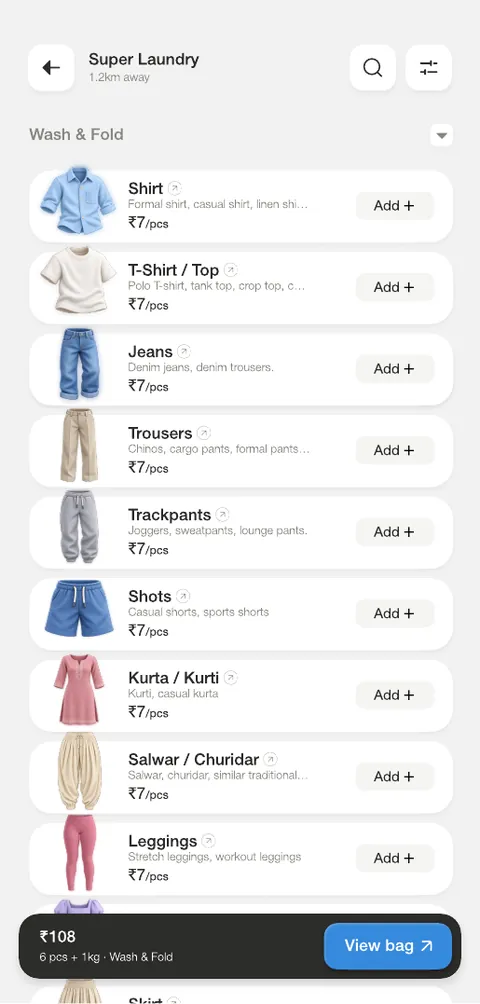 Super Laundry
1.2km away
Wash & Fold
Shirt
Formal shirt, casual shirt, linen shi...
₹7/pcs
Add +
T-Shirt / Top
Polo T-shirt, tank top, crop top, c...
₹7/pcs
Add +
Jeans
Denim jeans, denim trousers.
₹7/pcs
Add +
Trousers
Chinos, cargo pants, formal pants...
₹7/pcs
Add +
Trackpants
Joggers, sweatpants, lounge pants.
₹7/pcs
Add +
Shots
Casual shorts, sports shorts
₹7/pcs
Add +
Kurta / Kurti
Kurti, casual kurta
₹7/pcs
Add +
Salwar / Churidar
Salwar, churidar, similar traditional...
₹7/pcs
Add +
Leggings
Stretch leggings, workout leggings
₹7/pcs
Add +
₹108
6 pcs + 1kg · Wash & Fold
View bag
Skirt